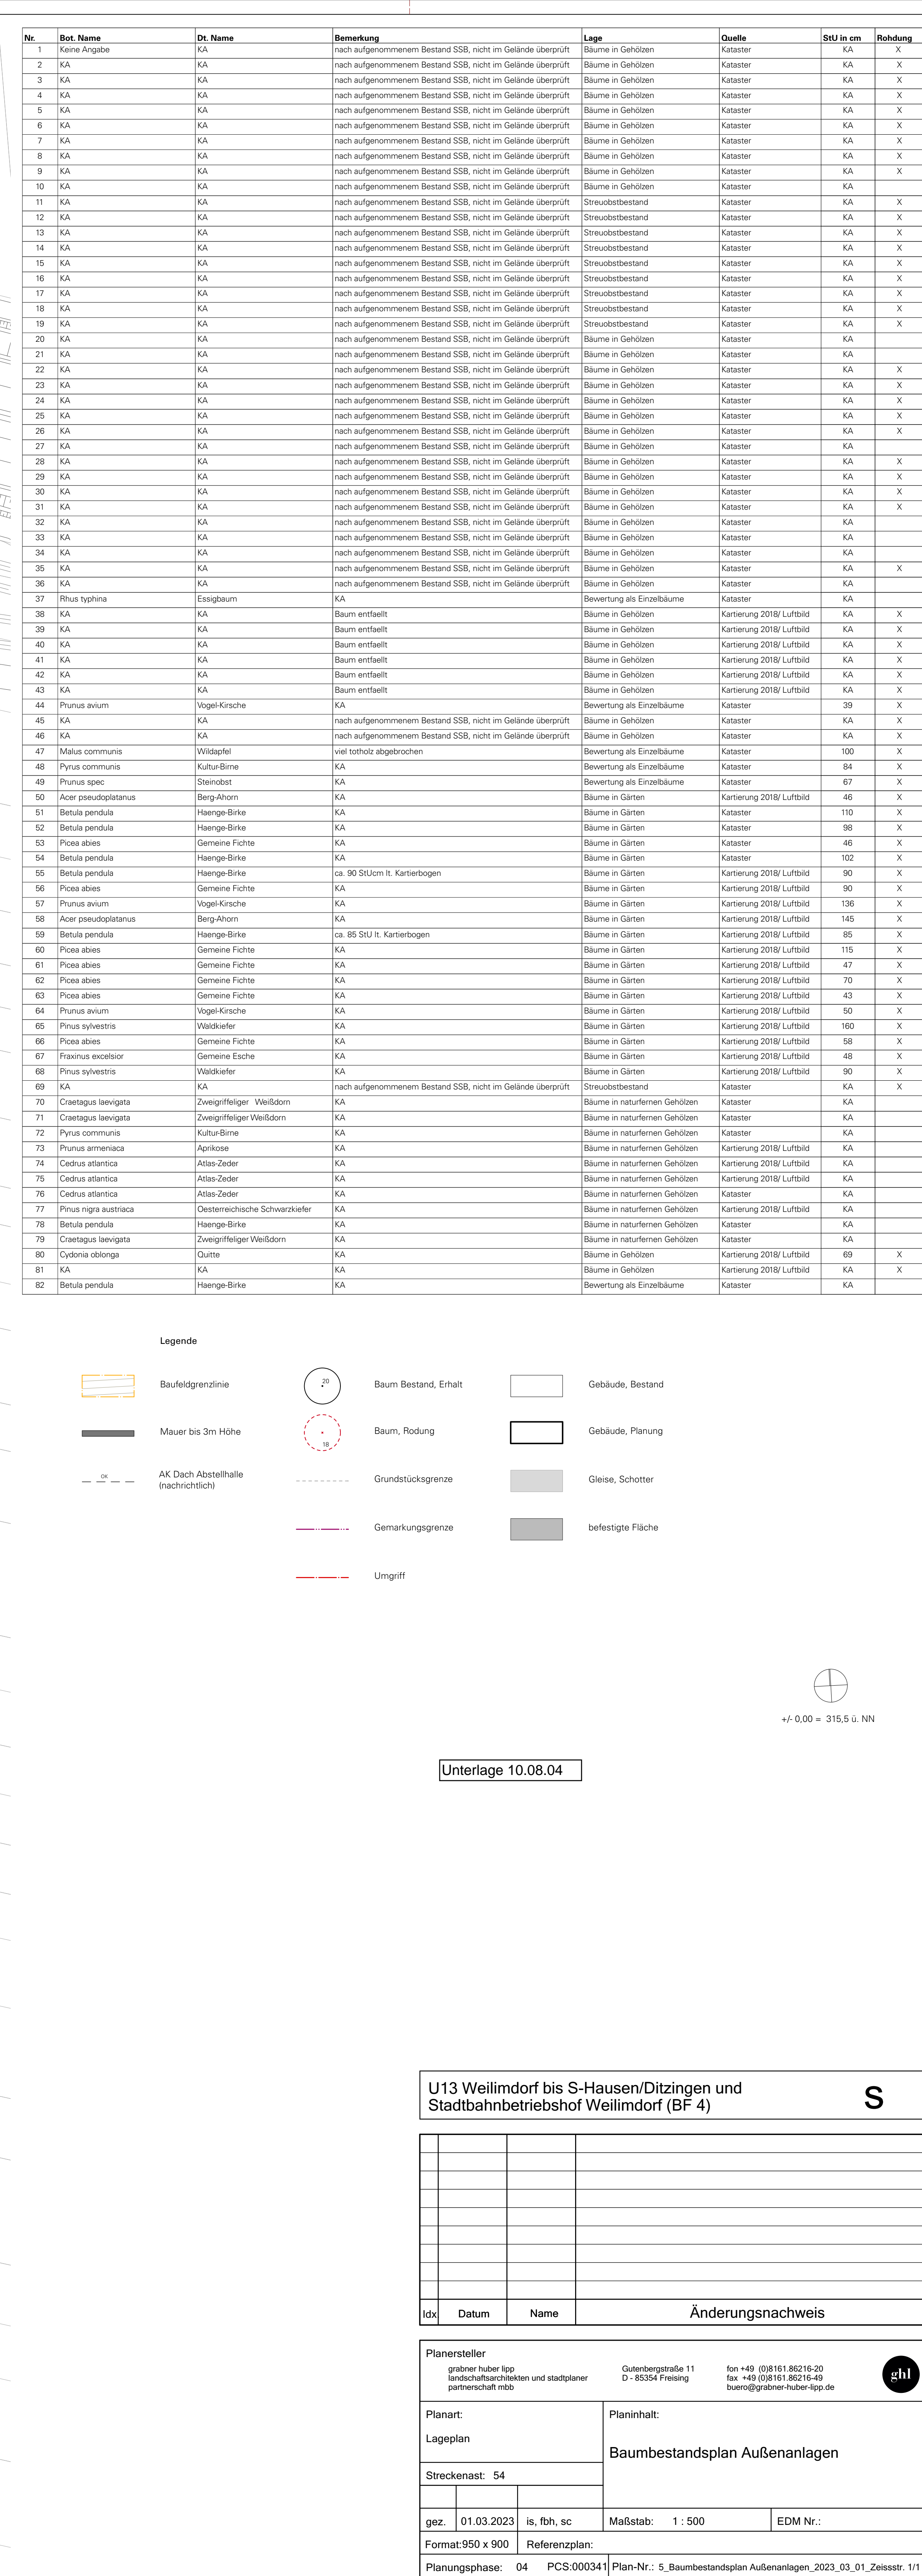 Nr. Bot. Name Dt. Name Bemerkung Lage Quelle StU in cm Rohdung
1 Keine Angabe KA nach aufgenommenem Bestand SSB, nicht im Gelände überprüft Bäume in Gehölzen Kataster KA X
2 KA KA nach aufgenommenem Bestand SSB, nicht im Gelände überprüft Bäume in Gehölzen Kataster KA X
3 KA KA nach aufgenommenem Bestand SSB, nicht im Gelände überprüft Bäume in Gehölzen Kataster KA X
4 KA KA nach aufgenommenem Bestand SSB, nicht im Gelände überprüft Bäume in Gehölzen Kataster KA X
5 KA KA nach aufgenommenem Bestand SSB, nicht im Gelände überprüft Bäume in Gehölzen Kataster KA X
6 KA KA nach aufgenommenem Bestand SSB, nicht im Gelände überprüft Bäume in Gehölzen Kataster KA X
7 KA KA nach aufgenommenem Bestand SSB, nicht im Gelände überprüft Bäume in Gehölzen Kataster KA X
8 KA KA nach aufgenommenem Bestand SSB, nicht im Gelände überprüft Bäume in Gehölzen Kataster KA X
9 KA KA nach aufgenommenem Bestand SSB, nicht im Gelände überprüft Bäume in Gehölzen Kataster KA X
10 KA KA nach aufgenommenem Bestand SSB, nicht im Gelände überprüft Bäume in Gehölzen Kataster KA
11 KA KA nach aufgenommenem Bestand SSB, nicht im Gelände überprüft Streuobstbestand Kataster KA X
12 KA KA nach aufgenommenem Bestand SSB, nicht im Gelände überprüft Streuobstbestand Kataster KA X
13 KA KA nach aufgenommenem Bestand SSB, nicht im Gelände überprüft Streuobstbestand Kataster KA X
14 KA KA nach aufgenommenem Bestand SSB, nicht im Gelände überprüft Streuobstbestand Kataster KA X
15 KA KA nach aufgenommenem Bestand SSB, nicht im Gelände überprüft Streuobstbestand Kataster KA X
16 KA KA nach aufgenommenem Bestand SSB, nicht im Gelände überprüft Streuobstbestand Kataster KA X
17 KA KA nach aufgenommenem Bestand SSB, nicht im Gelände überprüft Streuobstbestand Kataster KA X
18 KA KA nach aufgenommenem Bestand SSB, nicht im Gelände überprüft Streuobstbestand Kataster KA X
19 KA KA nach aufgenommenem Bestand SSB, nicht im Gelände überprüft Streuobstbestand Kataster KA X
20 KA KA nach aufgenommenem Bestand SSB, nicht im Gelände überprüft Bäume in Gehölzen Kataster KA
21 KA KA nach aufgenommenem Bestand SSB, nicht im Gelände überprüft Bäume in Gehölzen Kataster KA
22 KA KA nach aufgenommenem Bestand SSB, nicht im Gelände überprüft Bäume in Gehölzen Kataster KA X
23 KA KA nach aufgenommenem Bestand SSB, nicht im Gelände überprüft Bäume in Gehölzen Kataster KA X
24 KA KA nach aufgenommenem Bestand SSB, nicht im Gelände überprüft Bäume in Gehölzen Kataster KA X
25 KA KA nach aufgenommenem Bestand SSB, nicht im Gelände überprüft Bäume in Gehölzen Kataster KA X
26 KA KA nach aufgenommenem Bestand SSB, nicht im Gelände überprüft Bäume in Gehölzen Kataster KA X
27 KA KA nach aufgenommenem Bestand SSB, nicht im Gelände überprüft Bäume in Gehölzen Kataster KA
28 KA KA nach aufgenommenem Bestand SSB, nicht im Gelände überprüft Bäume in Gehölzen Kataster KA X
29 KA KA nach aufgenommenem Bestand SSB, nicht im Gelände überprüft Bäume in Gehölzen Kataster KA X
30 KA KA nach aufgenommenem Bestand SSB, nicht im Gelände überprüft Bäume in Gehölzen Kataster KA X
31 KA KA nach aufgenommenem Bestand SSB, nicht im Gelände überprüft Bäume in Gehölzen Kataster KA X
32 KA KA nach aufgenommenem Bestand SSB, nicht im Gelände überprüft Bäume in Gehölzen Kataster KA
33 KA KA nach aufgenommenem Bestand SSB, nicht im Gelände überprüft Bäume in Gehölzen Kataster KA
34 KA KA nach aufgenommenem Bestand SSB, nicht im Gelände überprüft Bäume in Gehölzen Kataster KA
35 KA KA nach aufgenommenem Bestand SSB, nicht im Gelände überprüft Bäume in Gehölzen Kataster KA X
36 KA KA nach aufgenommenem Bestand SSB, nicht im Gelände überprüft Bäume in Gehölzen Kataster KA
37 Rhus typhina Essigbaum KA Bewertung als Einzelbäume Kataster KA
38 KA KA Baum entfaellt Bäume in Gehölzen Kartierung 2018/ Luftbild KA X
39 KA KA Baum entfaellt Bäume in Gehölzen Kartierung 2018/ Luftbild KA X
40 KA KA Baum entfaellt Bäume in Gehölzen Kartierung 2018/ Luftbild KA X
41 KA KA Baum entfaellt Bäume in Gehölzen Kartierung 2018/ Luftbild KA X
42 KA KA Baum entfaellt Bäume in Gehölzen Kartierung 2018/ Luftbild KA X
43 KA KA Baum entfaellt Bäume in Gehölzen Kartierung 2018/ Luftbild KA X
44 Prunus avium Vogel-Kirsche KA Bewertung als Einzelbäume Kataster 39 X
45 KA KA nach aufgenommenem Bestand SSB, nicht im Gelände überprüft Bäume in Gehölzen Kataster KA X
46 KA KA nach aufgenommenem Bestand SSB, nicht im Gelände überprüft Bäume in Gehölzen Kataster KA X
47 Malus communis Wildapfel viel totholz abgebrochen Bewertung als Einzelbäume Kataster 100 X
48 Pyrus communis Kultur-Birne KA Bewertung als Einzelbäume Kataster 84 X
49 Prunus spec Steinobst KA Bewertung als Einzelbäume Kataster 67 X
50 Acer pseudoplatanus Berg-Ahorn KA Bäume in Gärten Kartierung 2018/ Luftbild 46 X
51 Betula pendula Haenge-Birke KA Bäume in Gärten Kataster 110 X
52 Betula pendula Haenge-Birke KA Bäume in Gärten Kataster 98 X
53 Picea abies Gemeine Fichte KA Bäume in Gärten Kataster 46 X
54 Betula pendula Haenge-Birke KA Bäume in Gärten Kataster 102 X
55 Betula pendula Haenge-Birke ca. 90 StUcm lt. Kartierbogen Bäume in Gärten Kartierung 2018/ Luftbild 90 X
56 Picea abies Gemeine Fichte KA Bäume in Gärten Kartierung 2018/ Luftbild 90 X
57 Prunus avium Vogel-Kirsche KA Bäume in Gärten Kartierung 2018/ Luftbild 136 X
58 Acer pseudoplatanus Berg-Ahorn KA Bäume in Gärten Kartierung 2018/ Luftbild 145 X
59 Betula pendula Haenge-Birke ca. 85 StU lt. Kartierbogen Bäume in Gärten Kartierung 2018/ Luftbild 85 X
60 Picea abies Gemeine Fichte KA Bäume in Gärten Kartierung 2018/ Luftbild 115 X
61 Picea abies Gemeine Fichte KA Bäume in Gärten Kartierung 2018/ Luftbild 47 X
62 Picea abies Gemeine Fichte KA Bäume in Gärten Kartierung 2018/ Luftbild 70 X
63 Picea abies Gemeine Fichte KA Bäume in Gärten Kartierung 2018/ Luftbild 43 X
64 Prunus avium Vogel-Kirsche KA Bäume in Gärten Kartierung 2018/ Luftbild 50 X
65 Pinus sylvestris Waldkiefer KA Bäume in Gärten Kartierung 2018/ Luftbild 160 X
66 Picea abies Gemeine Fichte KA Bäume in Gärten Kartierung 2018/ Luftbild 58 X
67 Fraxinus excelsior Gemeine Esche KA Bäume in Gärten Kartierung 2018/ Luftbild 48 X
68 Pinus sylvestris Waldkiefer KA Bäume in Gärten Kartierung 2018/ Luftbild 90 X
69 KA KA nach aufgenommenem Bestand SSB, nicht im Gelände überprüft Streuobstbestand Kataster KA X
70 Craetagus laevigata Zweigriffeliger Weißdorn KA Bäume in naturfernen Gehölzen Kataster KA
71 Craetagus laevigata Zweigriffeliger Weißdorn KA Bäume in naturfernen Gehölzen Kataster KA
72 Pyrus communis Kultur-Birne KA Bäume in naturfernen Gehölzen Kataster KA
73 Prunus armeniaca Aprikose KA Bäume in naturfernen Gehölzen Kartierung 2018/ Luftbild KA
74 Cedrus atlantica Atlas-Zeder KA Bäume in naturfernen Gehölzen Kartierung 2018/ Luftbild KA
75 Cedrus atlantica Atlas-Zeder KA Bäume in naturfernen Gehölzen Kartierung 2018/ Luftbild KA
76 Cedrus atlantica Atlas-Zeder KA Bäume in naturfernen Gehölzen Kataster KA
77 Pinus nigra austriaca Oesterreichische Schwarzkiefer KA Bäume in naturfernen Gehölzen Kartierung 2018/ Luftbild KA
78 Betula pendula Haenge-Birke KA Bäume in naturfernen Gehölzen Kataster KA
79 Craetagus laevigata Zweigriffeliger Weißdorn KA Bäume in naturfernen Gehölzen Kataster KA
80 Cydonia oblonga Quitte KA Bäume in Gehölzen Kartierung 2018/ Luftbild 69 X
81 KA KA KA Bäume in Gehölzen Kartierung 2018/ Luftbild KA X
82 Betula pendula Haenge-Birke KA Bewertung als Einzelbäume Kataster KA
Legende
Baufeldgrenzlinie 20 Baum Bestand, Erhalt Gebäude, Bestand
Mauer bis 3m Höhe 18 Baum, Rodung Gebäude, Planung
OK AK Dach Abstellhalle
(nachrichtlich)
Grundstücksgrenze Gleise, Schotter
Gemarkungsgrenze befestigte Fläche
Umgriff
+/- 0,00 = 315,5 ü. NN
Unterlage 10.08.04
U13 Weilimdorf bis S-Hausen/Ditzingen und
Stadtbahnbetriebshof Weilimdorf (BF 4)
S
Idx Datum Name Änderungsnachweis
Planersteller
grabner huber lipp Gutenbergstraße 11 fon +49 (0)8161.86216-20
landschaftsarchitekten und stadtplaner D - 85354 Freising fax +49 (0)8161.86216-49
partnerschaft mbb buero@grabner-huber-lipp.de
ghl
Planart: Planinhalt:
Lageplan
Baumbestandsplan Außenanlagen
Streckenast: 54
gez. 01.03.2023 is, fbh, sc Maßstab: 1 : 500 EDM Nr.:
Format:950 x 900 Referenzplan:
Planungsphase: 04 PCS:000341 Plan-Nr.: 5_Baumbestandsplan Außenanlagen_2023_03_01_Zeissstr. 1/1